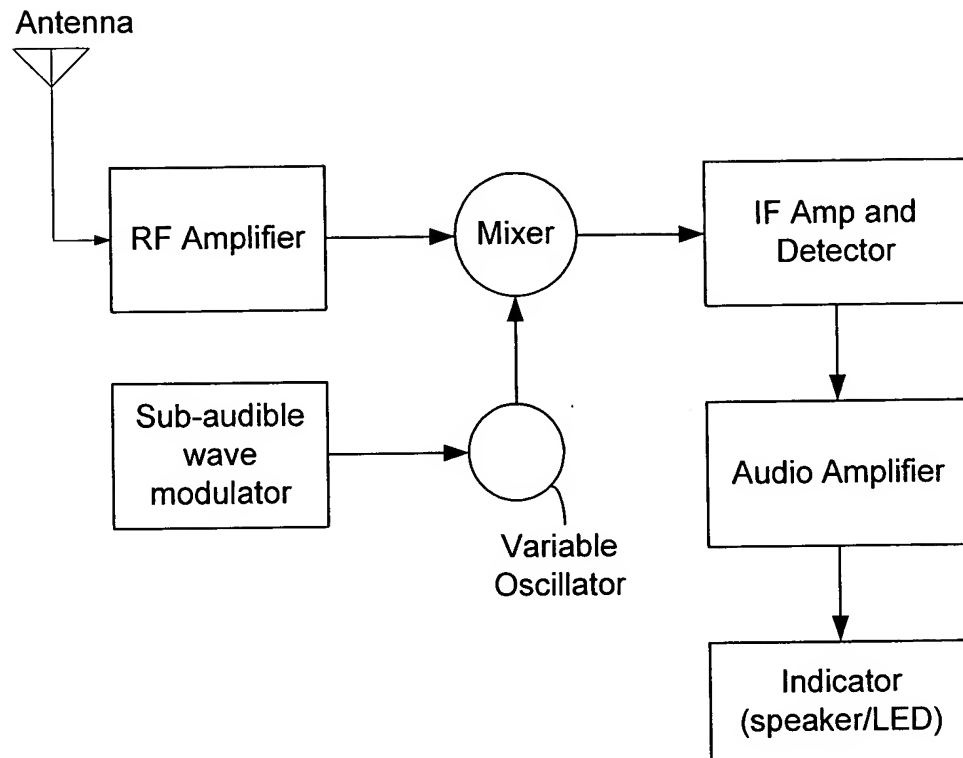 Antenna
RF Amplifier
Mixer
IF Amp and
Detector
Sub-audible
wave
modulator
Variable
Oscillator
Audio Amplifier
Indicator
(speaker/LED)